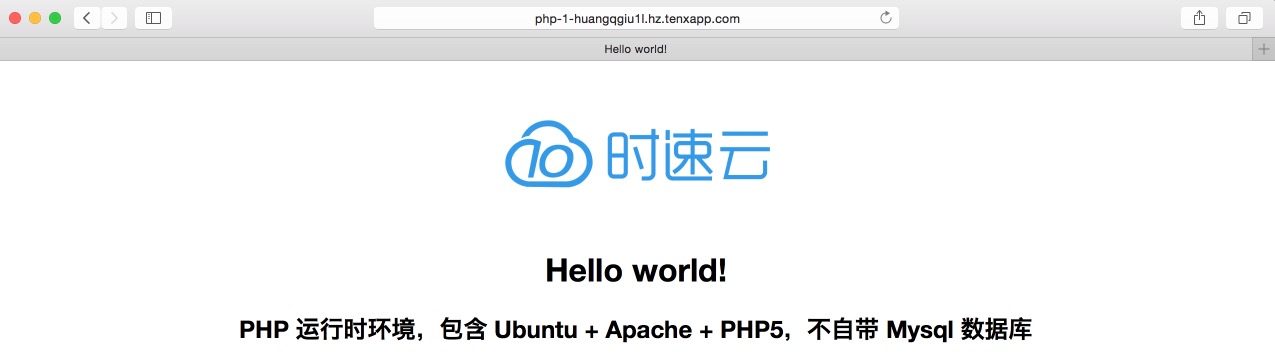 php-1-huangqgiu1l.hz.tenxapp.com
Hello world!
10 时速云
Hello world!
PHP 运行时环境，包含 Ubuntu + Apache + PHP5，不自带 Mysql 数据库